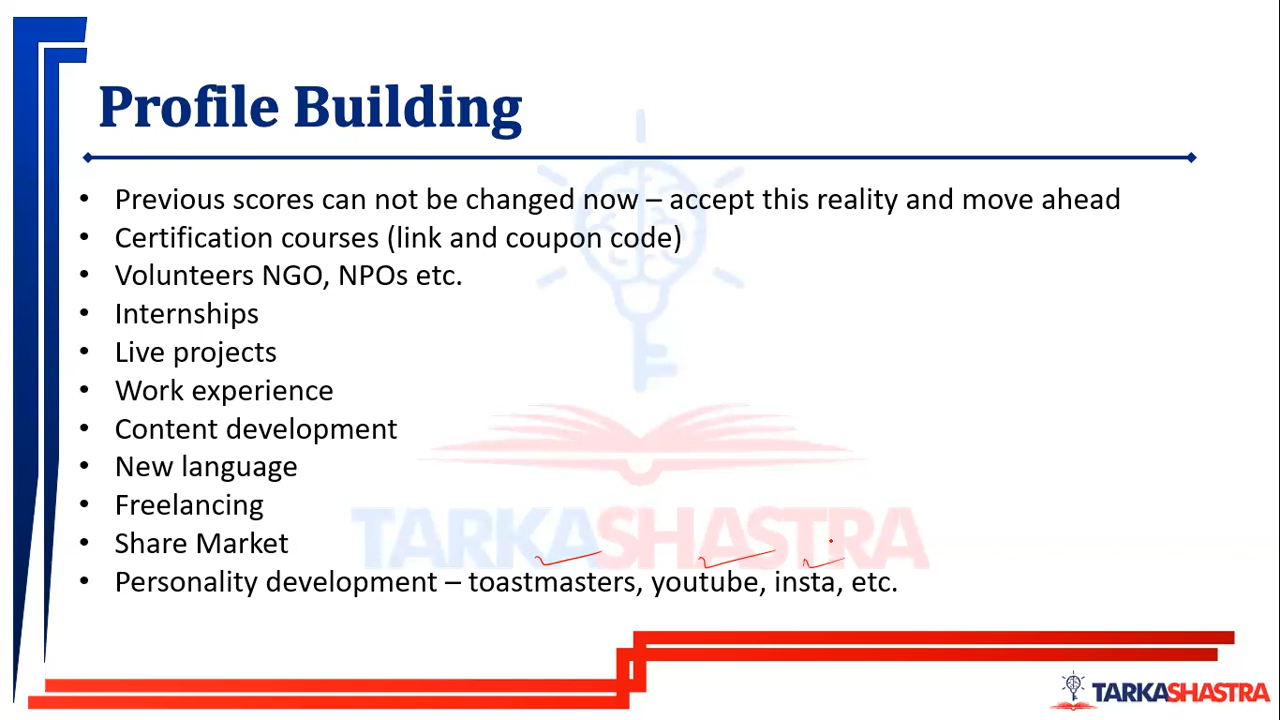 Profile Building
• Previous scores can not be changed now – accept this reality and move ahead
• Certification courses (link and coupon code)
• Volunteers NGO, NPOs etc.
• Internships
• Live projects
• Work experience
• Content development
• New language
• Freelancing
• Share Market
• Personality development – toastmasters, youtube, insta, etc.
TARKASHASTRA
TARKASHASTRA